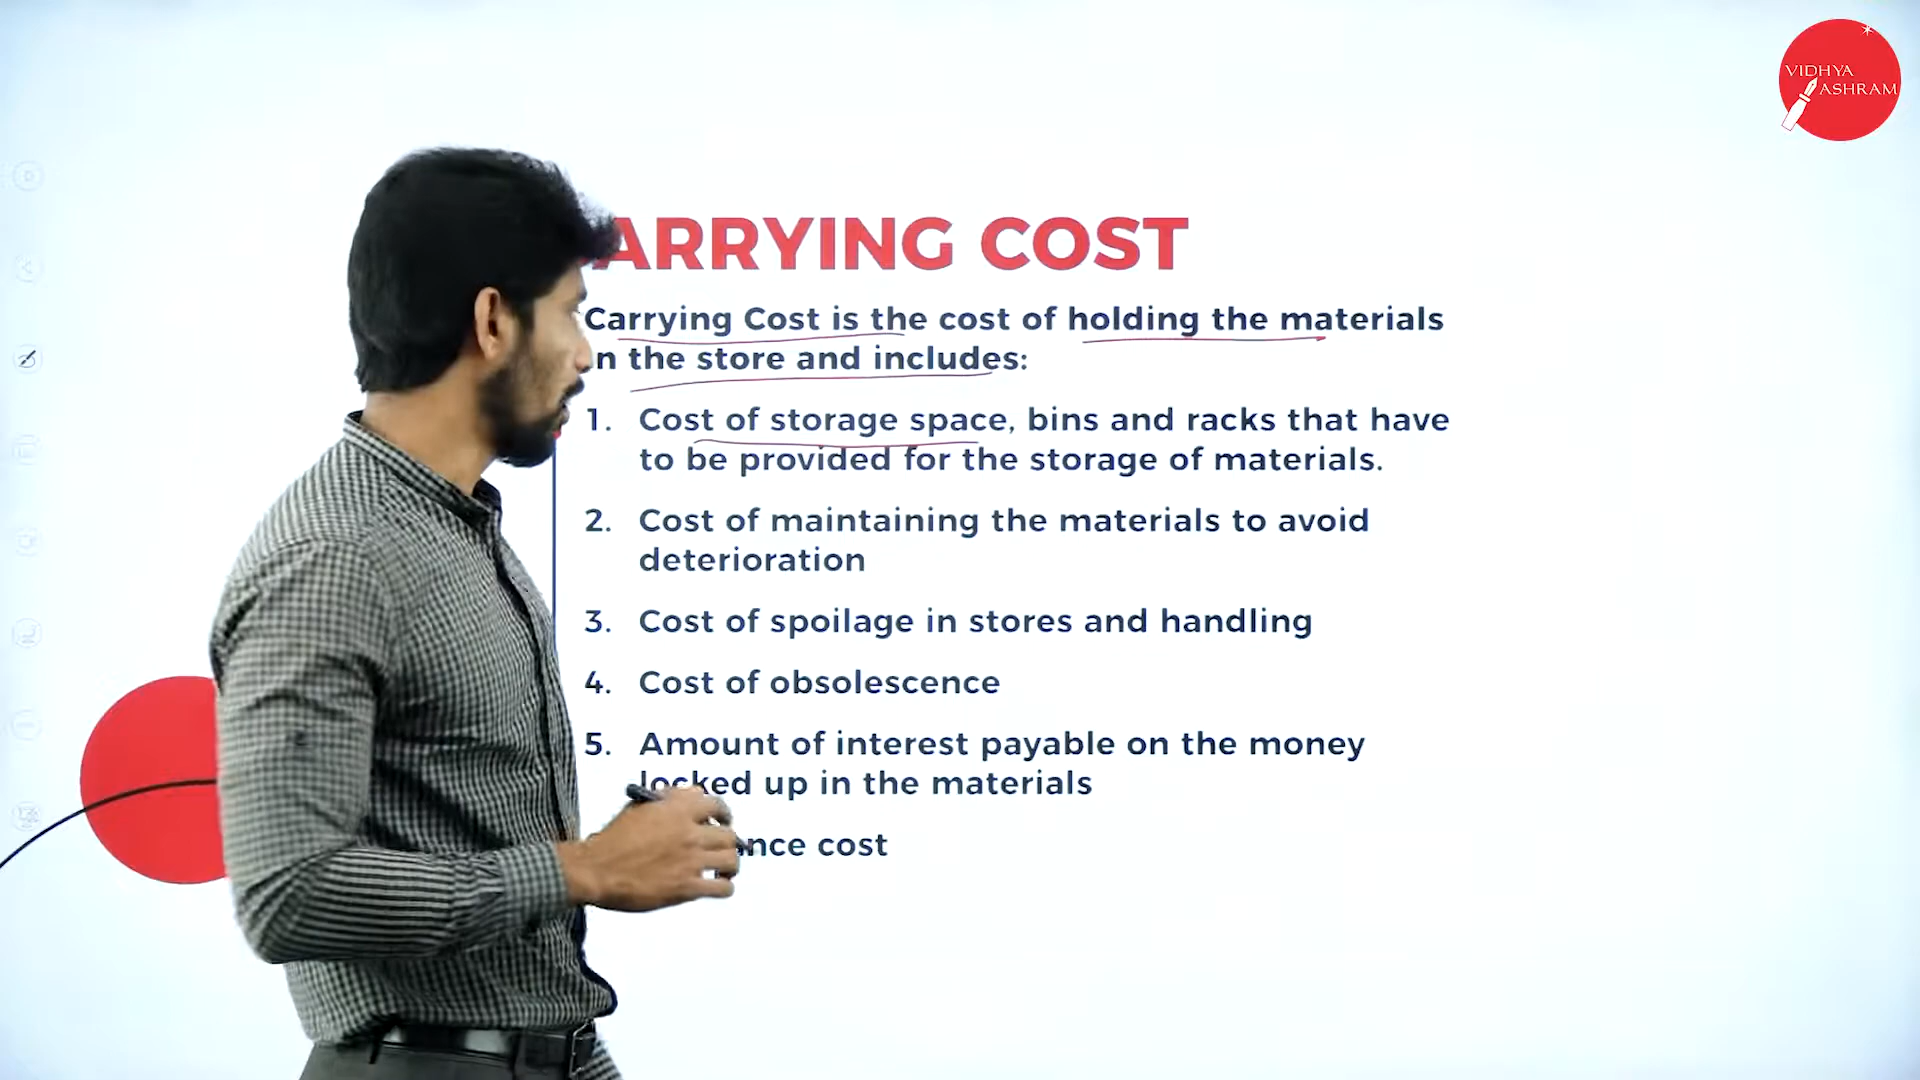 VIDHYA
ASHRAM
ARRYING COST
Carrying Cost is the cost of holding the materials
in the store and includes:
1. Cost of storage space, bins and racks that have
to be provided for the storage of materials.
2. Cost of maintaining the materials to avoid
deterioration
3. Cost of spoilage in stores and handling
4. Cost of obsolescence
5. Amount of interest payable on the money
locked up in the materials
cost